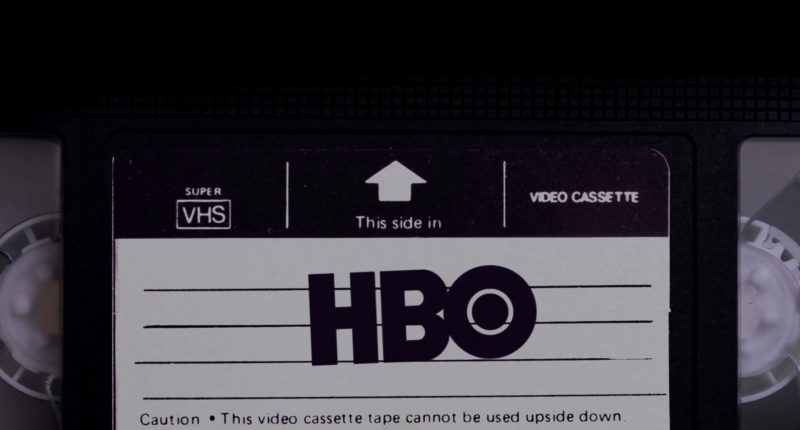 SUPER
VHS
This side in
VIDEO CASSETTE
HBO
Caution • This video cassette tape cannot be used upside down.